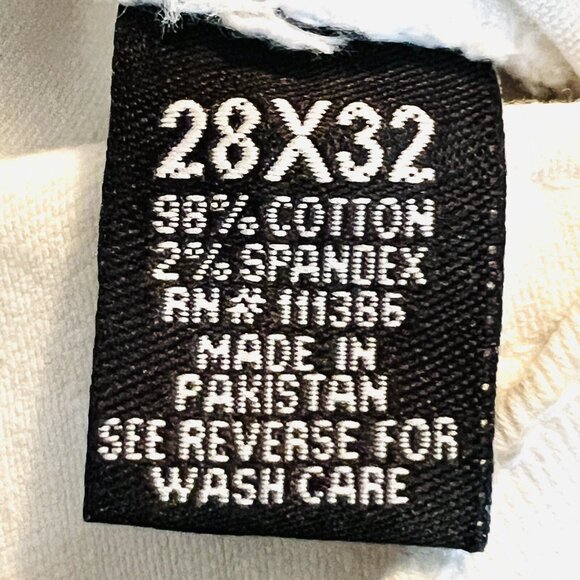 28X32
98% COTTON
2% SPANDEX
RN# 111386
MADE IN
PAKISTAN
SEE REVERSE FOR
WASH CARE